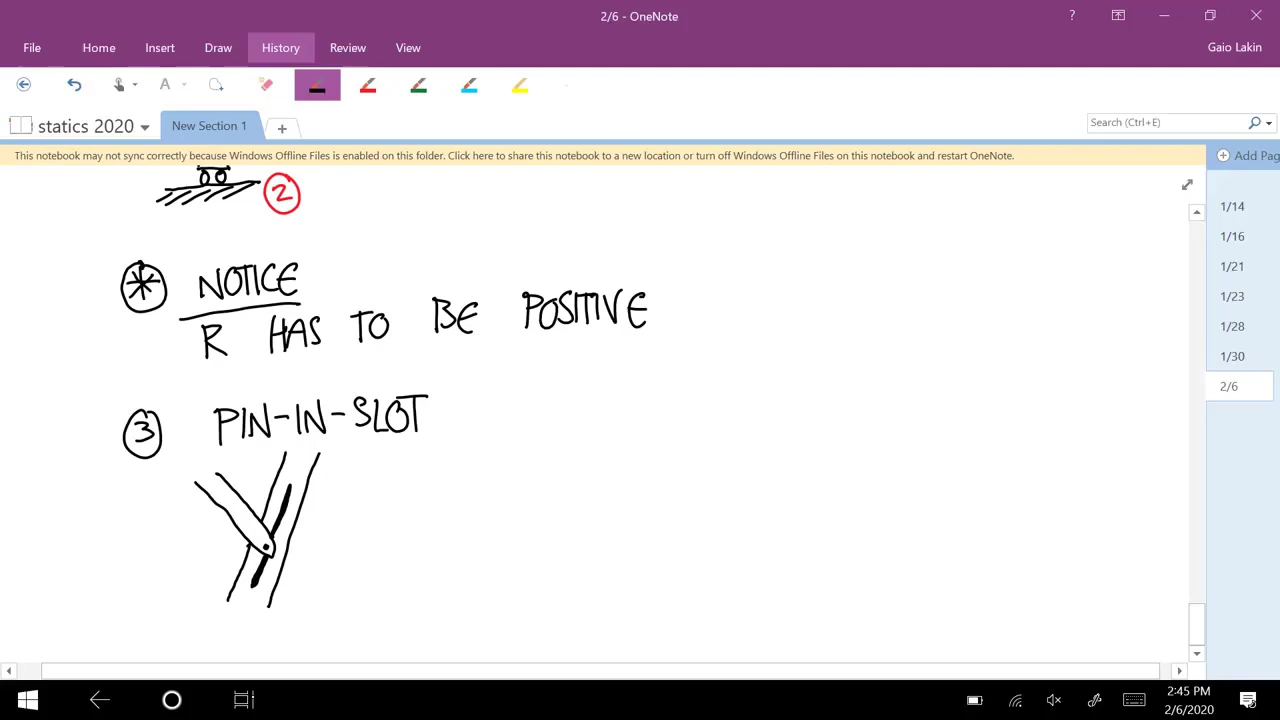 2/6 - OneNote
?
File Home Insert Draw History Review View
Gaio Lakin
A
statics 2020
New Section 1
+
Search (Ctrl+E)
This notebook may not sync correctly because Windows Offline Files is enabled on this folder. Click here to share this notebook to a new location or turn off Windows Offline Files on this notebook and restart OneNote.
Add Pag
1/14
1/16
1/21
1/23
1/28
1/30
2/6
2
* NOTICE
R HAS TO BE POSITIVE
3 PIN-IN-SLOT
2:45 PM
2/6/2020